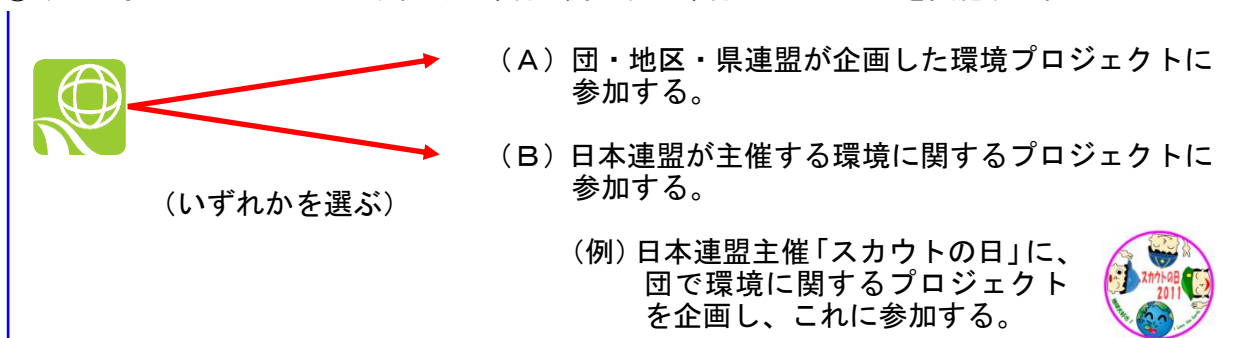 （Ａ）団・地区・県連盟が企画した環境プロジェクトに
参加する。
（Ｂ）日本連盟が主催する環境に関するプロジェクトに
参加する。
（いずれかを選ぶ）
（例）日本連盟主催「スカウトの日」に、
団で環境に関するプロジェクト
を企画し、これに参加する。
スカウトの日
2011